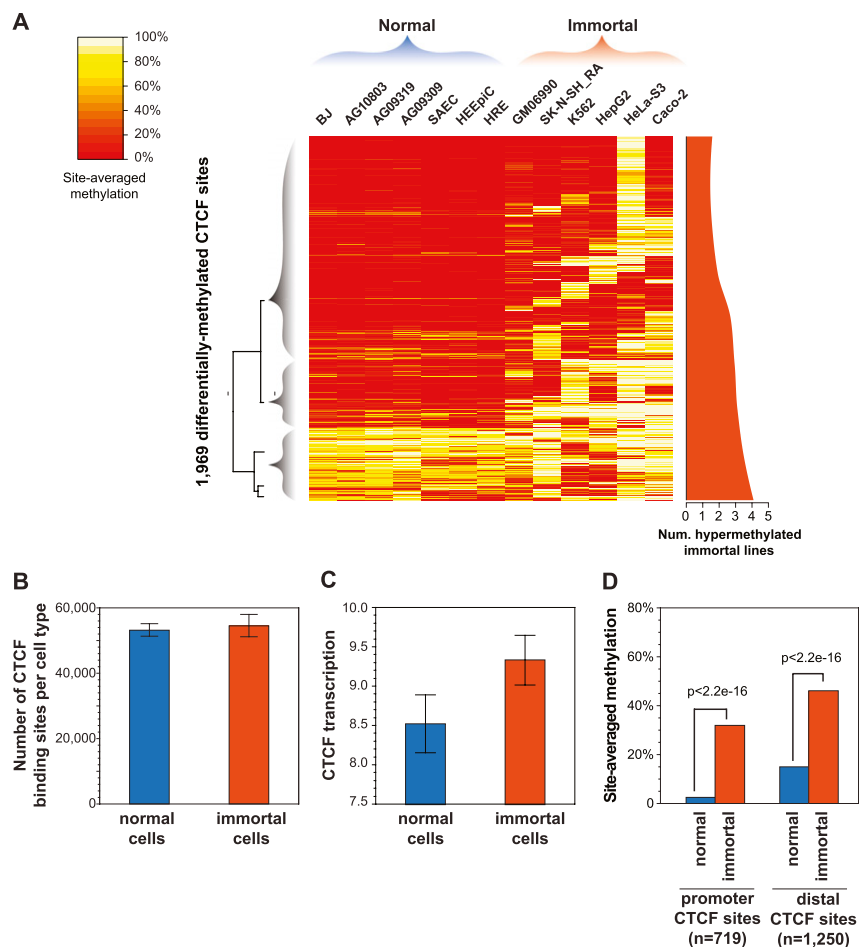 A
100%
80%
60%
40%
20%
0%
Site-averaged
methylation
Normal
Immortal
BJ
AG10803
AG09319
AG09309
SAEC
HEEpiC
HRE
GM06990
SK-N-SH_RA
K562
HepG2
HeLa-S3
Caco-2
1,969 differentially-methylated CTCF sites
0 1 2 3 4 5
Num. hypermethylated
immortal lines
B
Number of CTCF
binding sites per cell type
60,000
40,000
20,000
0
normal
cells
immortal
cells
C
CTCF transcription
10.0
9.5
9.0
8.5
8.0
7.5
normal
cells
immortal
cells
D
Site-averaged methylation
80%
60%
40%
20%
0
p<2.2e-16
p<2.2e-16
normal
immortal
normal
immortal
promoter
CTCF sites
(n=719)
distal
CTCF sites
(n=1,250)